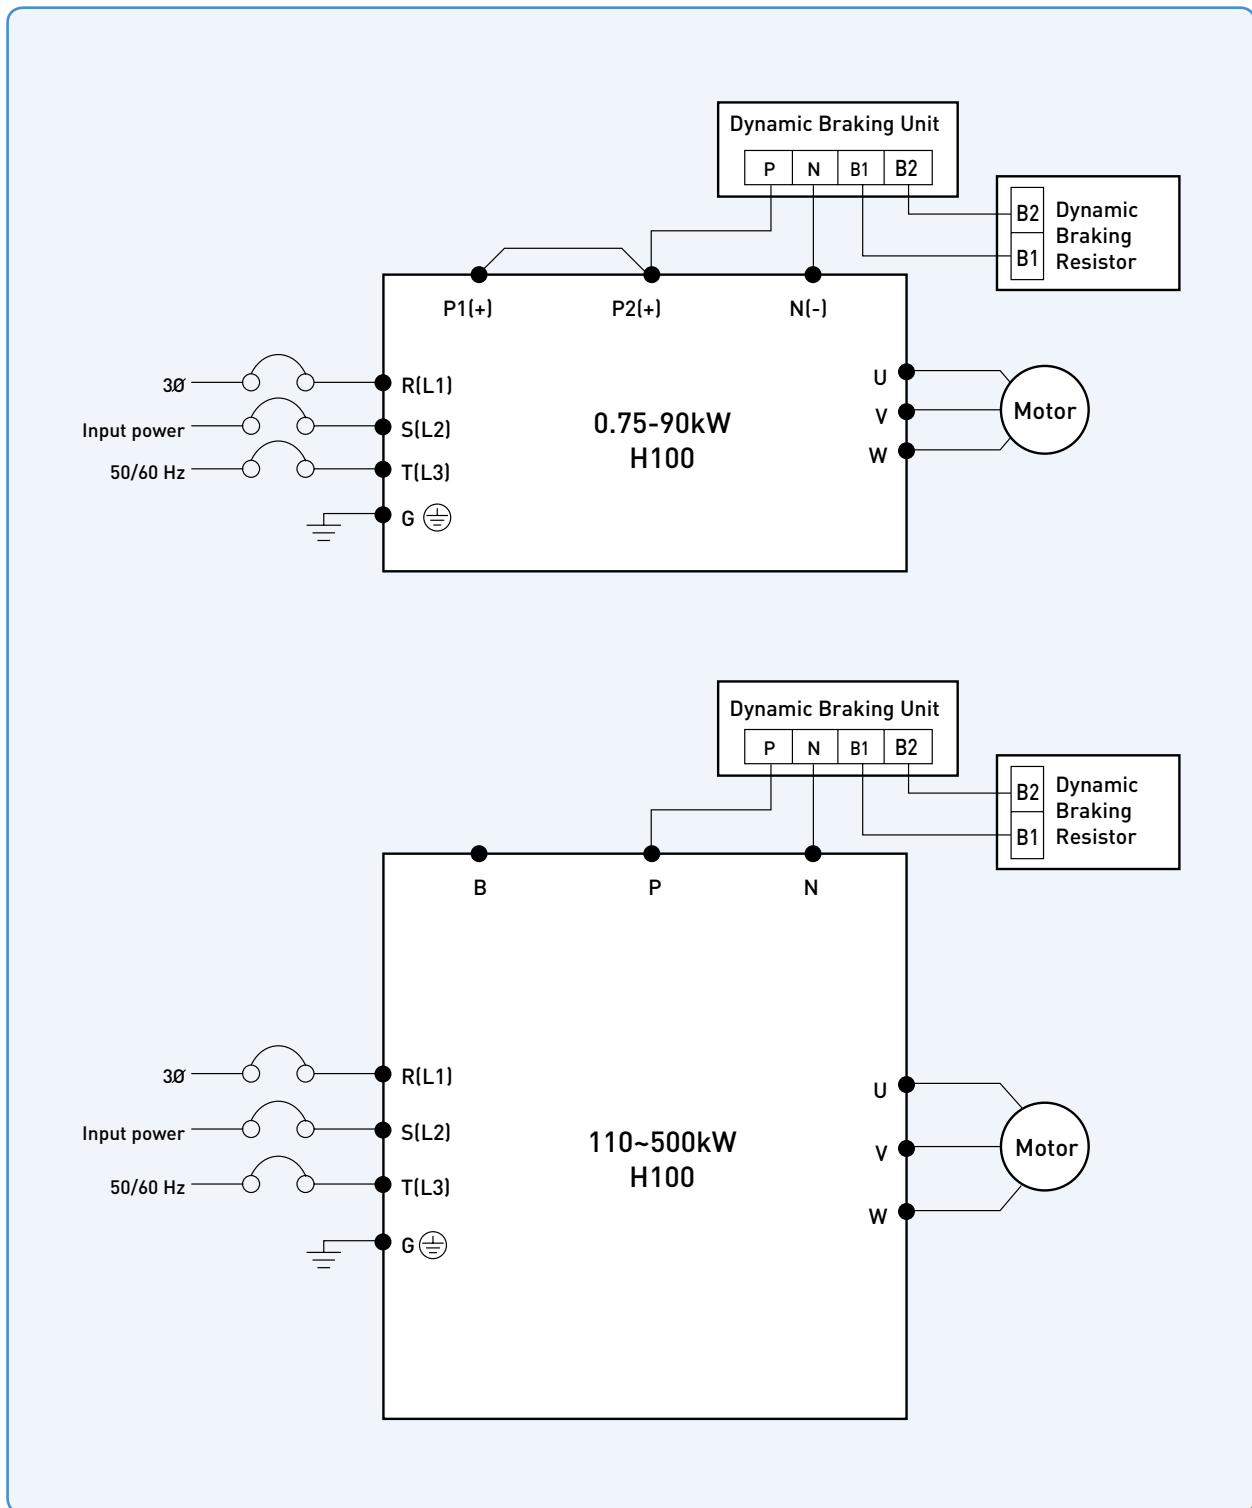 Dynamic Braking Unit
P N B1 B2
B2 Dynamic
Braking
B1 Resistor
P1(+) P2(+) N(-)
3Ø R(L1)
Input power S(L2)
50/60 Hz T(L3)
G
0.75-90kW
H100
U
V
W
Motor
Dynamic Braking Unit
P N B1 B2
B2 Dynamic
Braking
B1 Resistor
B P N
3Ø R(L1)
Input power S(L2)
50/60 Hz T(L3)
G
110~500kW
H100
U
V
W
Motor